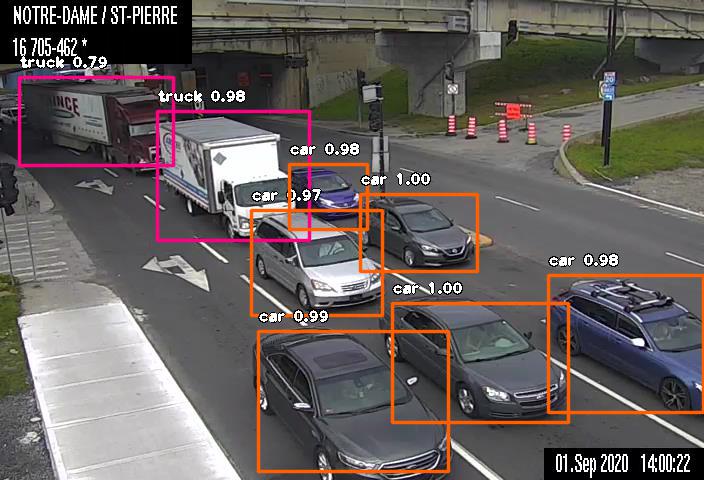 NOTRE-DAME / ST-PIERRE
16 705-462 *
truck 0.79
truck 0.98
car 0.98
car 0.97
car 1.00
car 0.98
car 1.00
car 0.99
01.Sep 2020 14:00:22